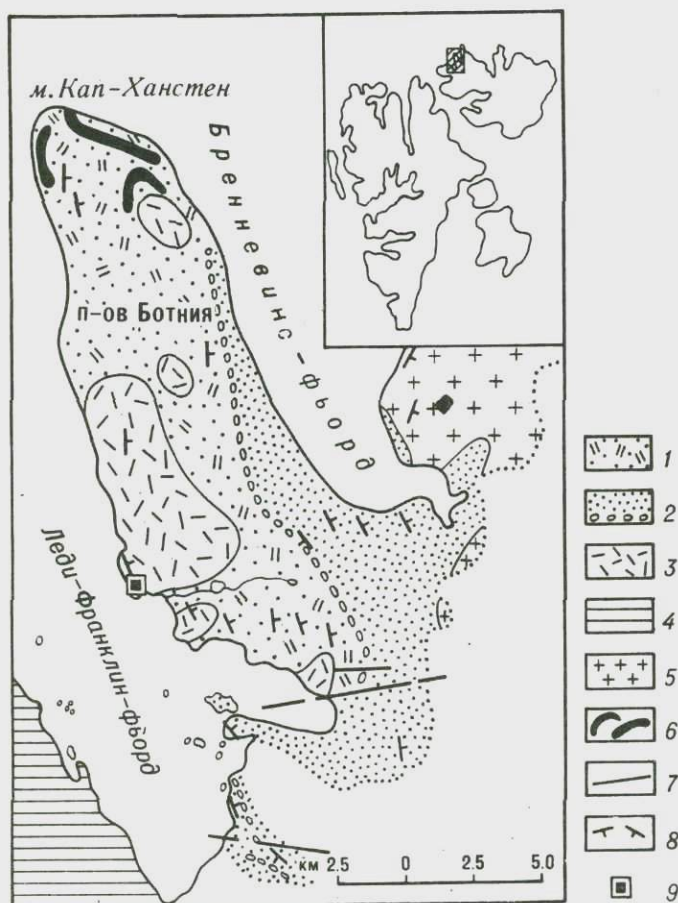 м. Кап-Ханстен
Бренневинс-фьорд
п-ов Ботния
Леди-Франклин-фьорд
км 2.5 0 2.5 5.0
1
2
3
4
5
6
7
8
9